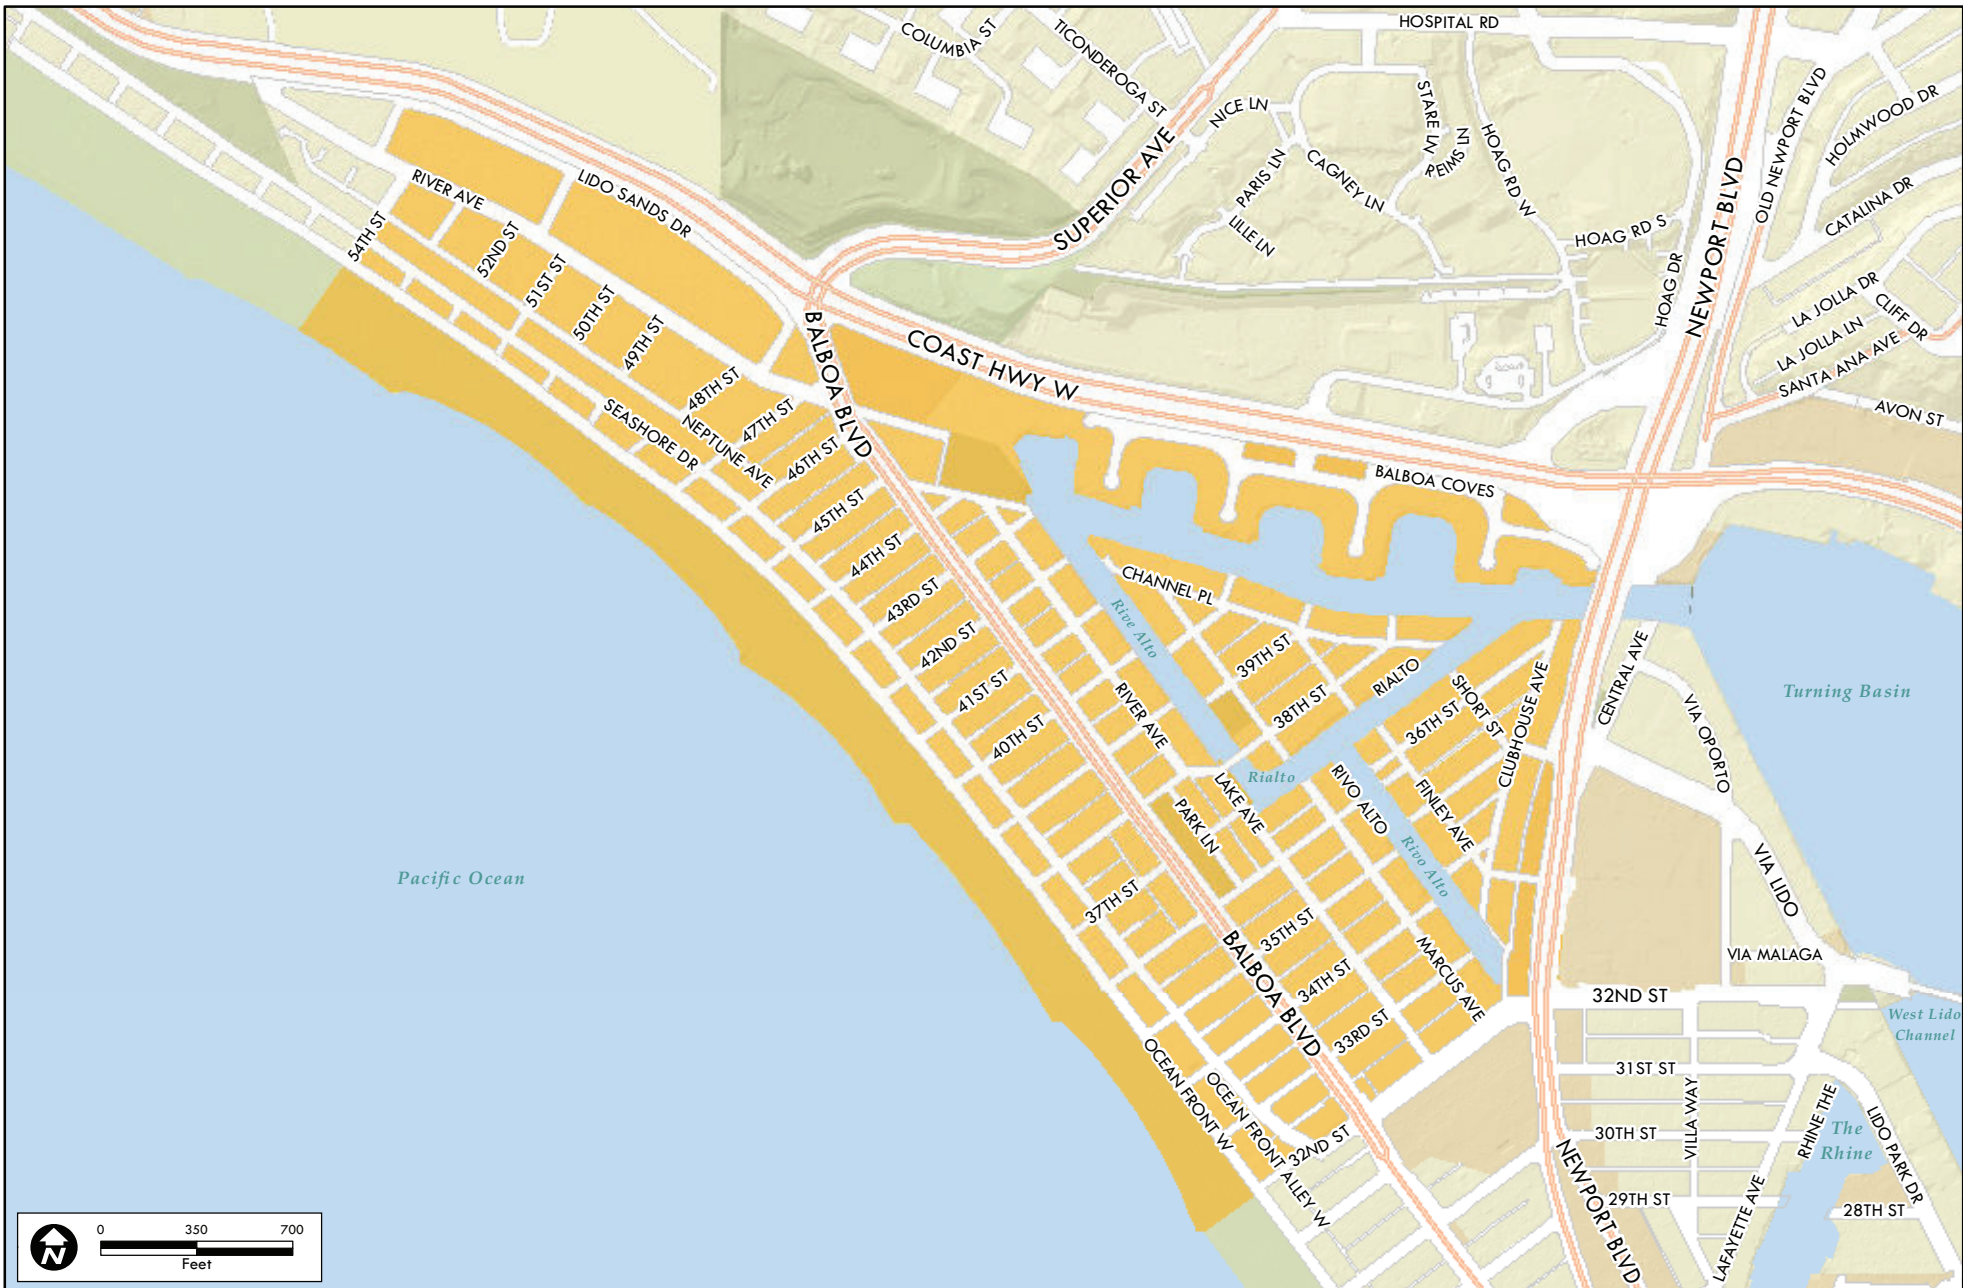 HOSPITAL RD
COLUMBIA ST
TICONDEROGA ST
NICE LN
STARE LN
REIMS LN
HOAG RD W
OLD NEWPORT BLVD
HOLMWOOD DR
NEWPORT BLVD
SUPERIOR AVE
PARIS LN
CAGNEY LN
LILLE LN
HOAG RD S
CATALINA DR
HOAG DR
LA JOLLA DR
CLIFF DR
LA JOLLA LN
SANTA ANA AVE
AVON ST
RIVER AVE
LIDO SANDS DR
54TH ST
52ND ST
51ST ST
50TH ST
49TH ST
48TH ST
47TH ST
46TH ST
45TH ST
44TH ST
43RD ST
42ND ST
41ST ST
40TH ST
BALBOA BLVD
COAST HWY W
SEASHORE DR
NEPTUNE AVE
BALBOA COVES
CHANNEL PL
Rive Alto
39TH ST
38TH ST
RIALTO
SHORT ST
36TH ST
CLUBHOUSE AVE
CENTRAL AVE
VIA OPORTO
Turning Basin
RIVER AVE
LAKE AVE
Rialto
RIVO ALTO
FINLEY AVE
PARK LN
Rivo Alto
VIA LIDO
Pacific Ocean
37TH ST
35TH ST
34TH ST
33RD ST
MARCUS AVE
BALBOA BLVD
VIA MALAGA
32ND ST
West Lido
Channel
OCEAN FRONT W
OCEAN FRONT ALLEY W
32ND ST
31ST ST
VILLA WAY
RHINE THE
LIDO PARK DR
30TH ST
The
Rhine
NEWPORT BLVD
29TH ST
LAFAYETTE AVE
28TH ST
N
0 350 700
Feet